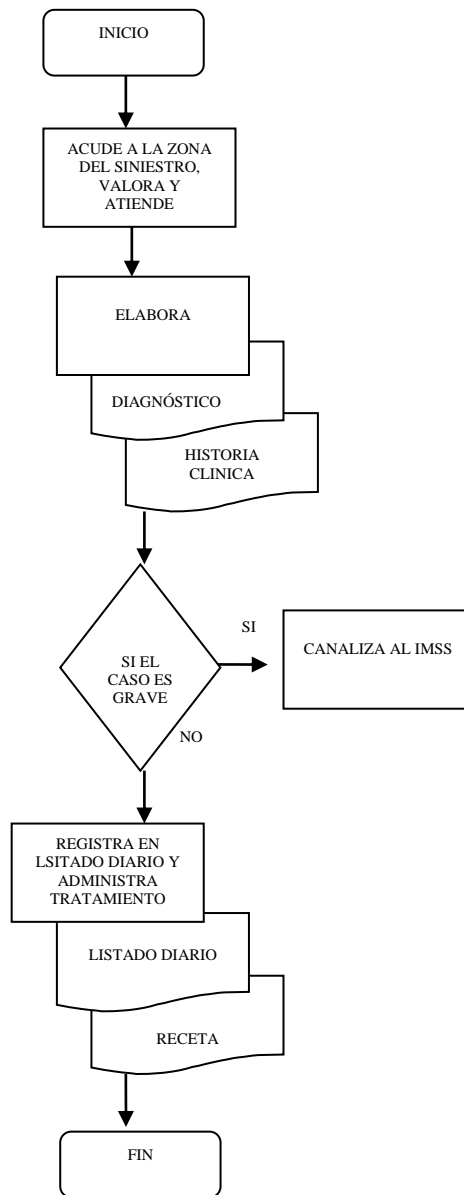 INICIO
ACUDE A LA ZONA
DEL SINIESTRO,
VALORA Y
ATIENDE
ELABORA
DIAGNÓSTICO
HISTORIA
CLINICA
SI EL
CASO ES
GRAVE
SI
CANALIZA AL IMSS
NO
REGISTRA EN
LSITADO DIARIO Y
ADMINISTRA
TRATAMIENTO
LISTADO DIARIO
RECETA
FIN